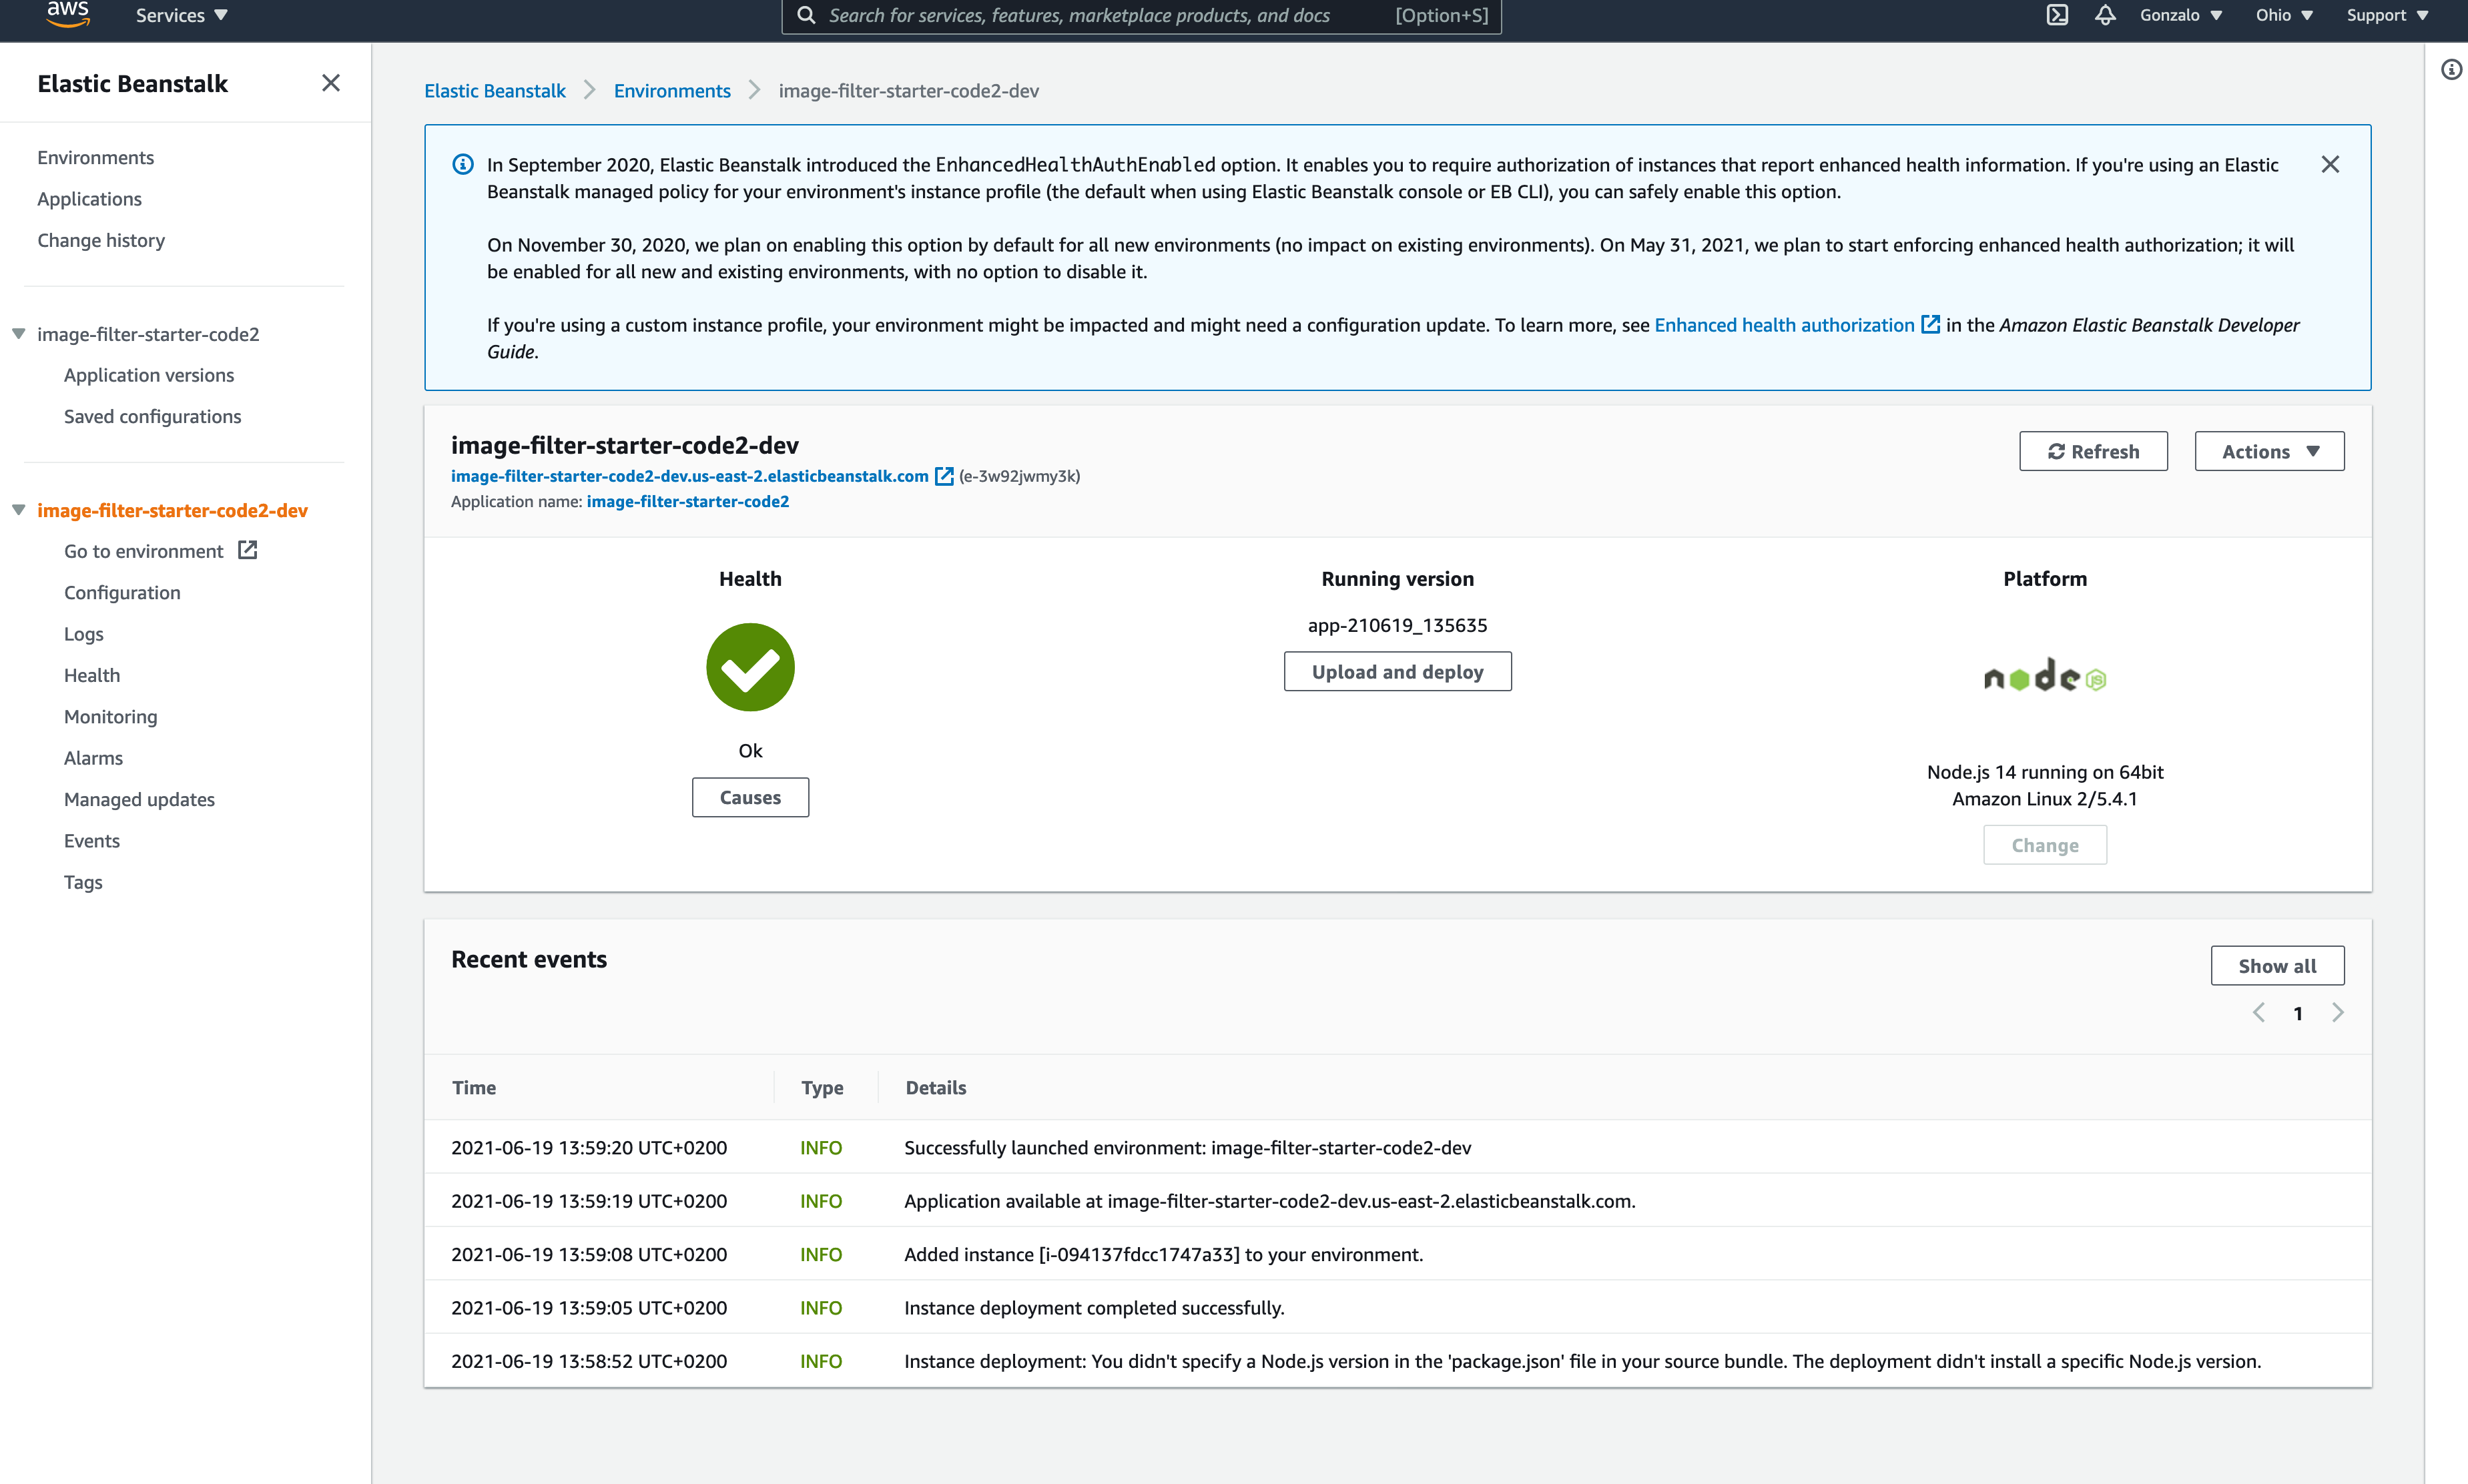 aws
Services
Search for services, features, marketplace products, and docs
[Option+S]
Gonzalo
Ohio
Support
Elastic Beanstalk
Environments
Applications
Change history
image-filter-starter-code2
Application versions
Saved configurations
image-filter-starter-code2-dev
Go to environment
Configuration
Logs
Health
Monitoring
Alarms
Managed updates
Events
Tags
Elastic Beanstalk
Environments
image-filter-starter-code2-dev
In September 2020, Elastic Beanstalk introduced the EnhancedHealthAuthEnabled option. It enables you to require authorization of instances that report enhanced health information. If you're using an Elastic
Beanstalk managed policy for your environment's instance profile (the default when using Elastic Beanstalk console or EB CLI), you can safely enable this option.
On November 30, 2020, we plan on enabling this option by default for all new environments (no impact on existing environments). On May 31, 2021, we plan to start enforcing enhanced health authorization; it will
be enabled for all new and existing environments, with no option to disable it.
If you're using a custom instance profile, your environment might be impacted and might need a configuration update. To learn more, see Enhanced health authorization in the Amazon Elastic Beanstalk Developer
Guide.
image-filter-starter-code2-dev
image-filter-starter-code2-dev.us-east-2.elasticbeanstalk.com (e-3w92jwmy3k)
Application name: image-filter-starter-code2
Refresh
Actions
Health
Ok
Causes
Running version
app-210619_135635
Upload and deploy
Platform
node JS
Node.js 14 running on 64bit
Amazon Linux 2/5.4.1
Change
Recent events
Show all
1
Time Type Details
2021-06-19 13:59:20 UTC+0200 INFO Successfully launched environment: image-filter-starter-code2-dev
2021-06-19 13:59:19 UTC+0200 INFO Application available at image-filter-starter-code2-dev.us-east-2.elasticbeanstalk.com.
2021-06-19 13:59:08 UTC+0200 INFO Added instance [i-094137fdcc1747a33] to your environment.
2021-06-19 13:59:05 UTC+0200 INFO Instance deployment completed successfully.
2021-06-19 13:58:52 UTC+0200 INFO Instance deployment: You didn't specify a Node.js version in the 'package.json' file in your source bundle. The deployment didn't install a specific Node.js version.